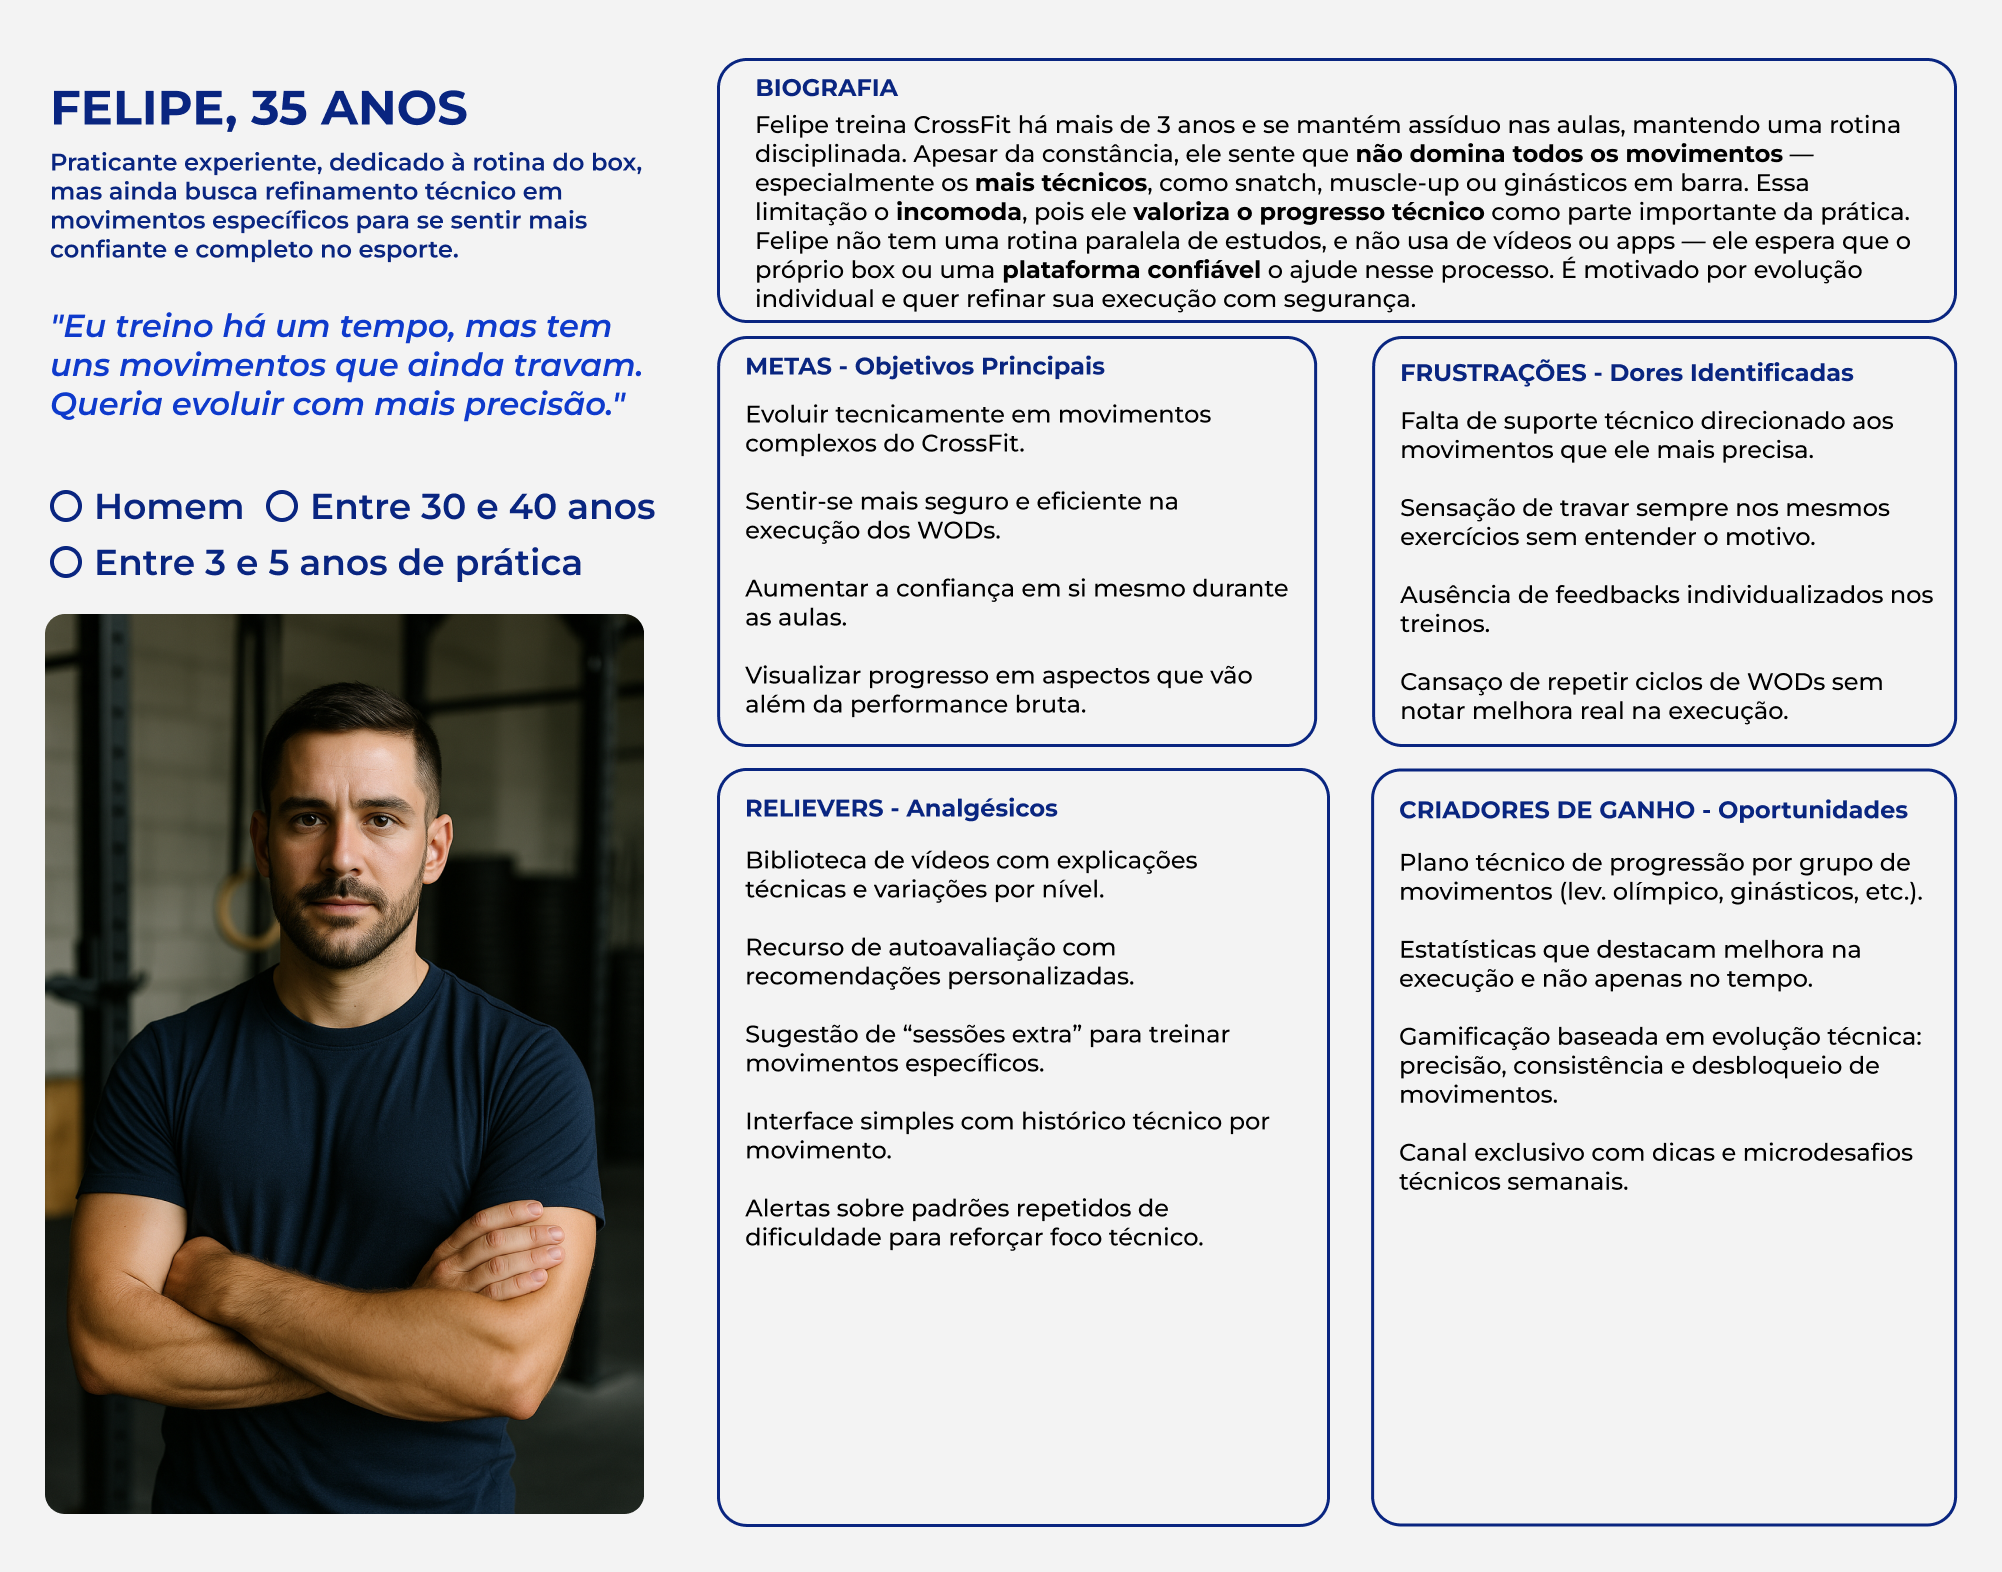 FELIPE, 35 ANOS
Praticante experiente, dedicado à rotina do box,
mas ainda busca refinamento técnico em
movimentos específicos para se sentir mais
confiante e completo no esporte.
"Eu treino há um tempo, mas tem
uns movimentos que ainda travam.
Queria evoluir com mais precisão."
Homem
Entre 30 e 40 anos
Entre 3 e 5 anos de prática
BIOGRAFIA
Felipe treina CrossFit há mais de 3 anos e se mantém assíduo nas aulas, mantendo uma rotina
disciplinada. Apesar da constância, ele sente que não domina todos os movimentos —
especialmente os mais técnicos, como snatch, muscle-up ou ginásticos em barra. Essa
limitação o incomoda, pois ele valoriza o progresso técnico como parte importante da prática.
Felipe não tem uma rotina paralela de estudos, e não usa de vídeos ou apps — ele espera que o
próprio box ou uma plataforma confiável o ajude nesse processo. É motivado por evolução
individual e quer refinar sua execução com segurança.
METAS - Objetivos Principais
Evoluir tecnicamente em movimentos
complexos do CrossFit.
Sentir-se mais seguro e eficiente na
execução dos WODs.
Aumentar a confiança em si mesmo durante
as aulas.
Visualizar progresso em aspectos que vão
além da performance bruta.
FRUSTRAÇÕES - Dores Identificadas
Falta de suporte técnico direcionado aos
movimentos que ele mais precisa.
Sensação de travar sempre nos mesmos
exercícios sem entender o motivo.
Ausência de feedbacks individualizados nos
treinos.
Cansaço de repetir ciclos de WODs sem
notar melhora real na execução.
RELIEVERS - Analgésicos
Biblioteca de vídeos com explicações
técnicas e variações por nível.
Recurso de autoavaliação com
recomendações personalizadas.
Sugestão de “sessões extra” para treinar
movimentos específicos.
Interface simples com histórico técnico por
movimento.
Alertas sobre padrões repetidos de
dificuldade para reforçar foco técnico.
CRIADORES DE GANHO - Oportunidades
Plano técnico de progressão por grupo de
movimentos (lev. olímpico, ginásticos, etc.).
Estatísticas que destacam melhora na
execução e não apenas no tempo.
Gamificação baseada em evolução técnica:
precisão, consistência e desbloqueio de
movimentos.
Canal exclusivo com dicas e microdesafios
técnicos semanais.